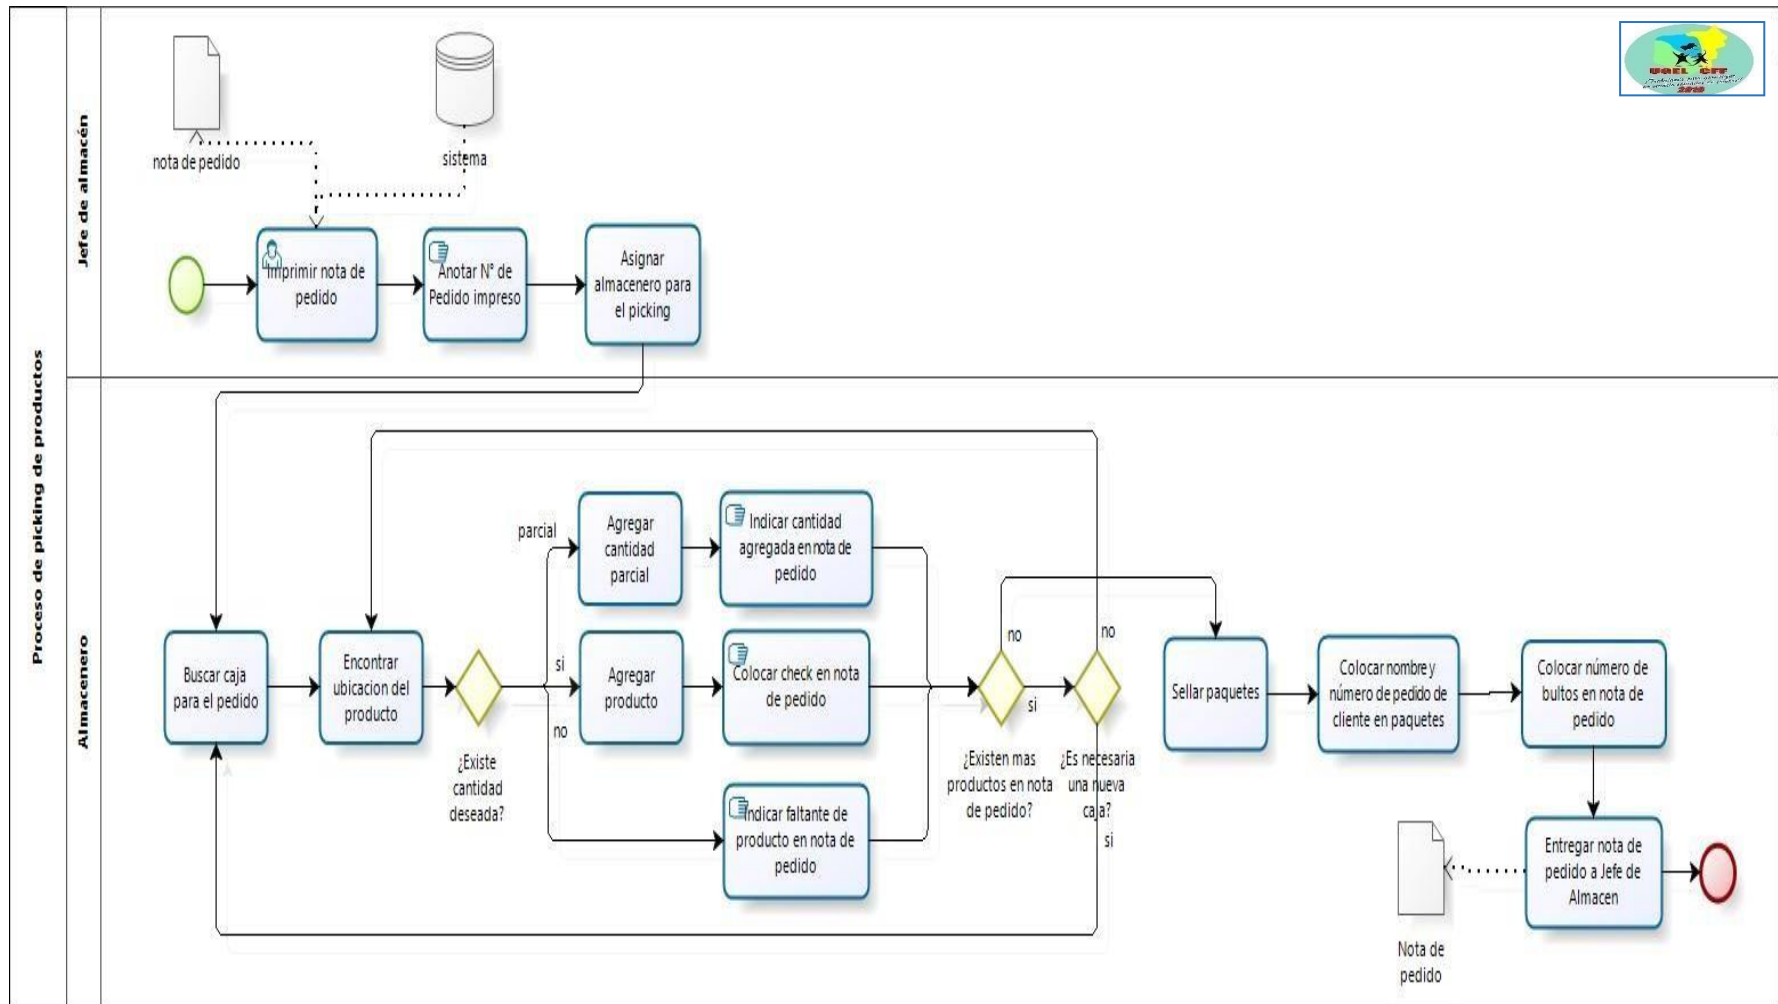 Proceso de picking de productos
Jefe de almacén
nota de pedido
sistema
Imprimir nota de
pedido
Anotar N° de
Pedido impreso
Asignar
almacenero para
el picking
Almacenero
Buscar caja
para el pedido
Encontrar
ubicacion del
producto
¿Existe
cantidad
deseada?
parcial
si
no
Agregar
cantidad
parcial
Indicar cantidad
agregada en nota de
pedido
Agregar
producto
Colocar check en nota
de pedido
Indicar faltante de
producto en nota de
pedido
no
si
¿Existen mas
productos en nota
de pedido?
no
¿Es necesaria
una nueva
caja?
si
Sellar paquetes
Colocar nombre y
número de pedido de
cliente en paquetes
Colocar número de
bultos en nota de
pedido
Entregar nota de
pedido a Jefe de
Almacen
Nota de
pedido
UGEL CFF
2019